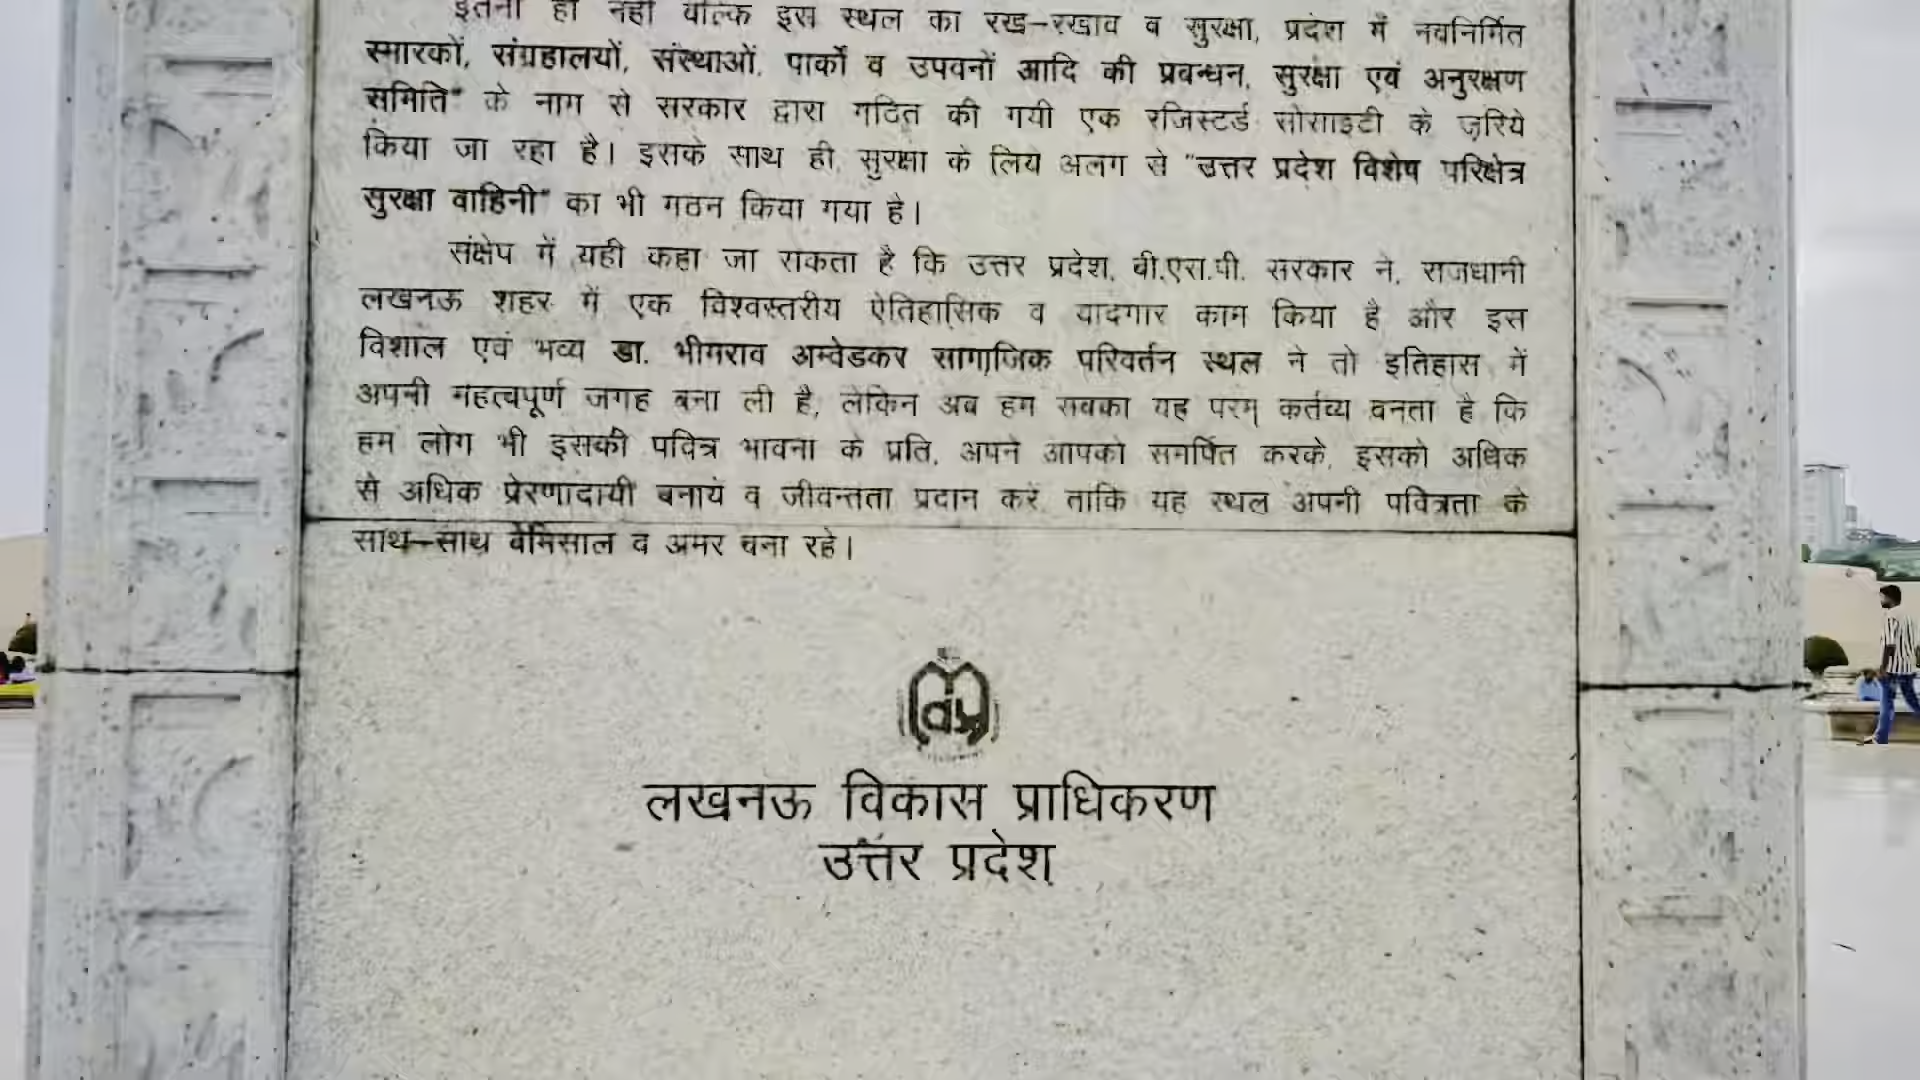 इतना ही नहीं बल्कि इस स्थल का रख-रखाव व सुरक्षा, प्रदेश में नवनिर्मित
स्मारकों, संग्रहालयों, संस्थाओं, पार्कों व उपवनों आदि की प्रबन्धन, सुरक्षा एवं अनुरक्षण
समिति" के नाम से सरकार द्वारा गठित की गयी एक रजिस्टर्ड सोसाइटी के ज़रिये
किया जा रहा है। इसके साथ ही, सुरक्षा के लिये अलग से "उत्तर प्रदेश विशेष परिक्षेत्र
सुरक्षा वाहिनी" का भी गठन किया गया है।
संक्षेप में यही कहा जा सकता है कि उत्तर प्रदेश, बी.एस.पी. सरकार ने, राजधानी
लखनऊ शहर में एक विश्वस्तरीय ऐतिहासिक व यादगार काम किया है और इस
विशाल एवं भव्य डा. भीमराव अम्बेडकर सामाजिक परिवर्तन स्थल ने तो इतिहास में
अपनी महत्वपूर्ण जगह बना ली है, लेकिन अब हम सबका यह परम् कर्तव्य बनता है कि
हम लोग भी इसकी पवित्र भावना के प्रति, अपने आपको समर्पित करके, इसको अधिक
से अधिक प्रेरणादायी बनायें व जीवन्तता प्रदान करें ताकि यह स्थल अपनी पवित्रता के
साथ-साथ बेमिसाल व अमर बना रहे।
लखनऊ विकास प्राधिकरण
उत्तर प्रदेश